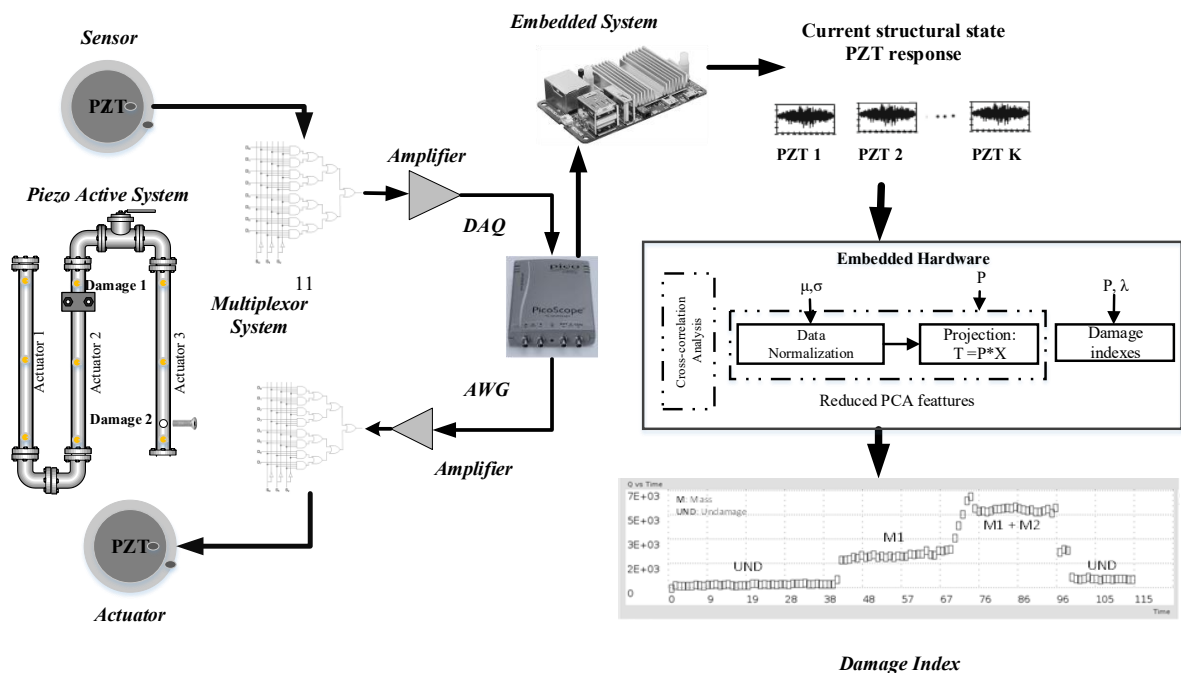 Sensor
PZT
Piezo Active System
Damage 1
Actuator 1
Actuator 2
Actuator 3
Damage 2
PZT
Actuator
11
Multiplexor
System
Amplifier
DAQ
AWG
Amplifier
pico
PicoScope
Embedded System
Current structural state
PZT response
PZT 1
PZT 2
PZT K
Embedded Hardware
Cross-correlation
Analysis
μ,σ
P
P, λ
Data
Normalization
Projection:
T =P*X
Damage
indexes
Reduced PCA feattures
Q vs Time
7E+03
5E+03
3E+03
2E+03
0
M: Mass
UND: Undamage
UND
M1
M1 + M2
UND
0 9 19 28 38 48 57 67 76 86 96 105 115
Time
Damage Index